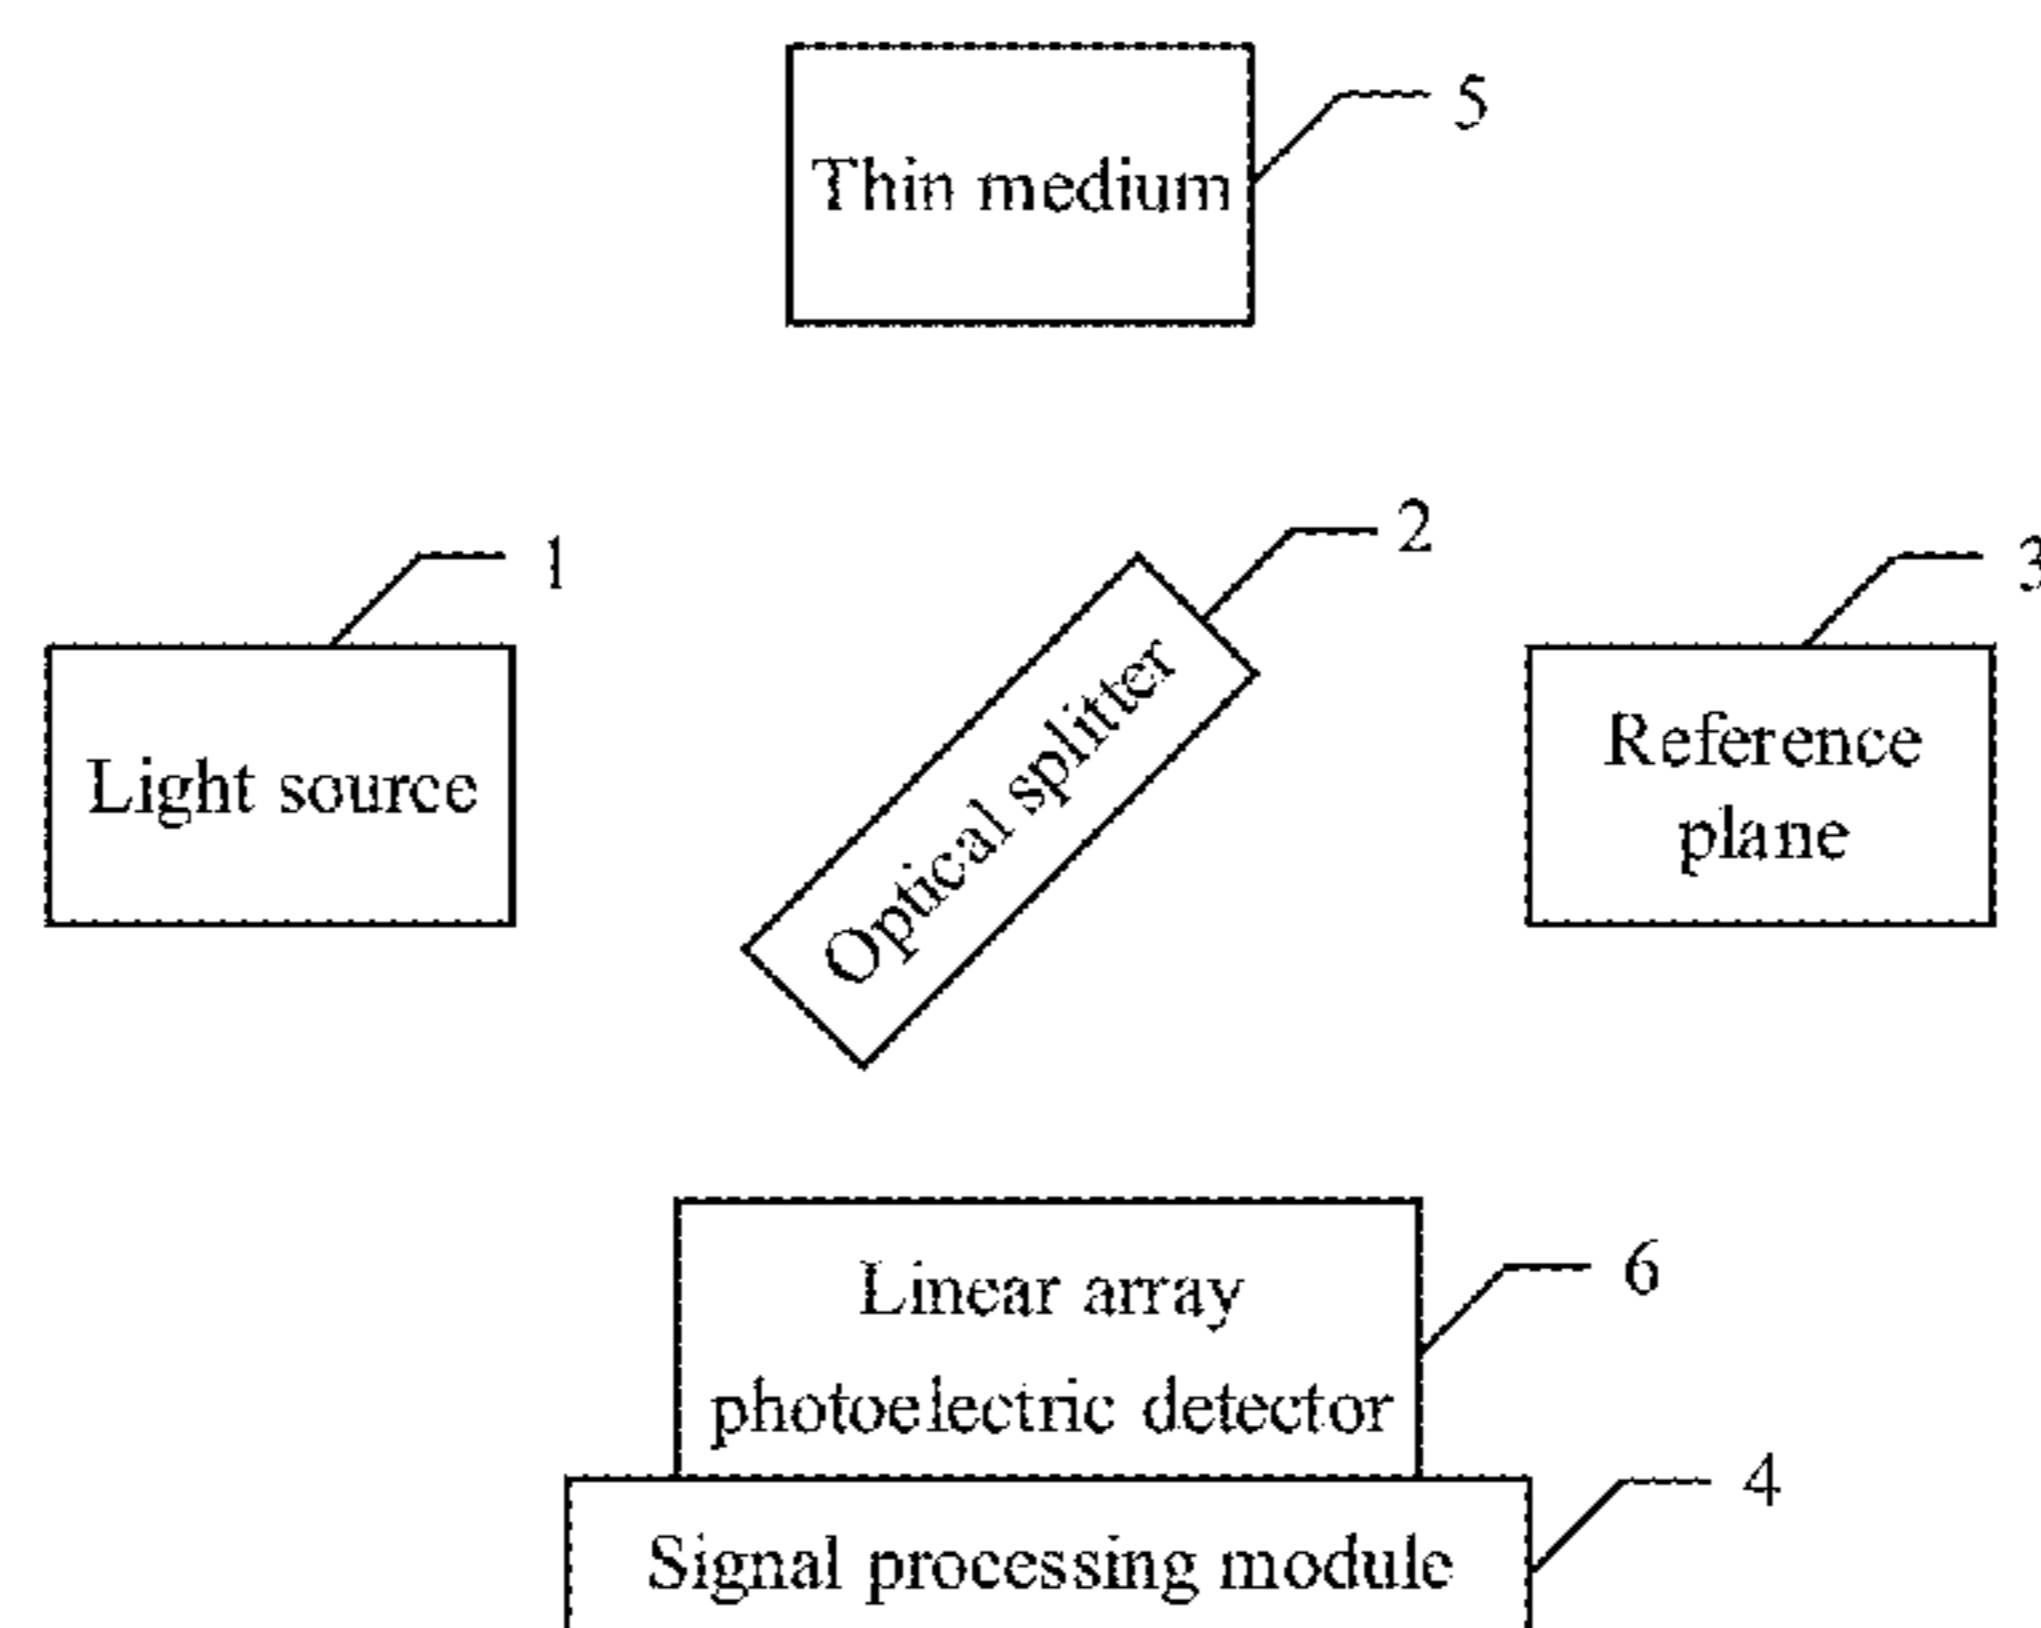 5
Thin medium
2
1
3
Optical splitter
Light source
Reference
plane
6
Linear array
photoelectric detector
4
Signal processing module